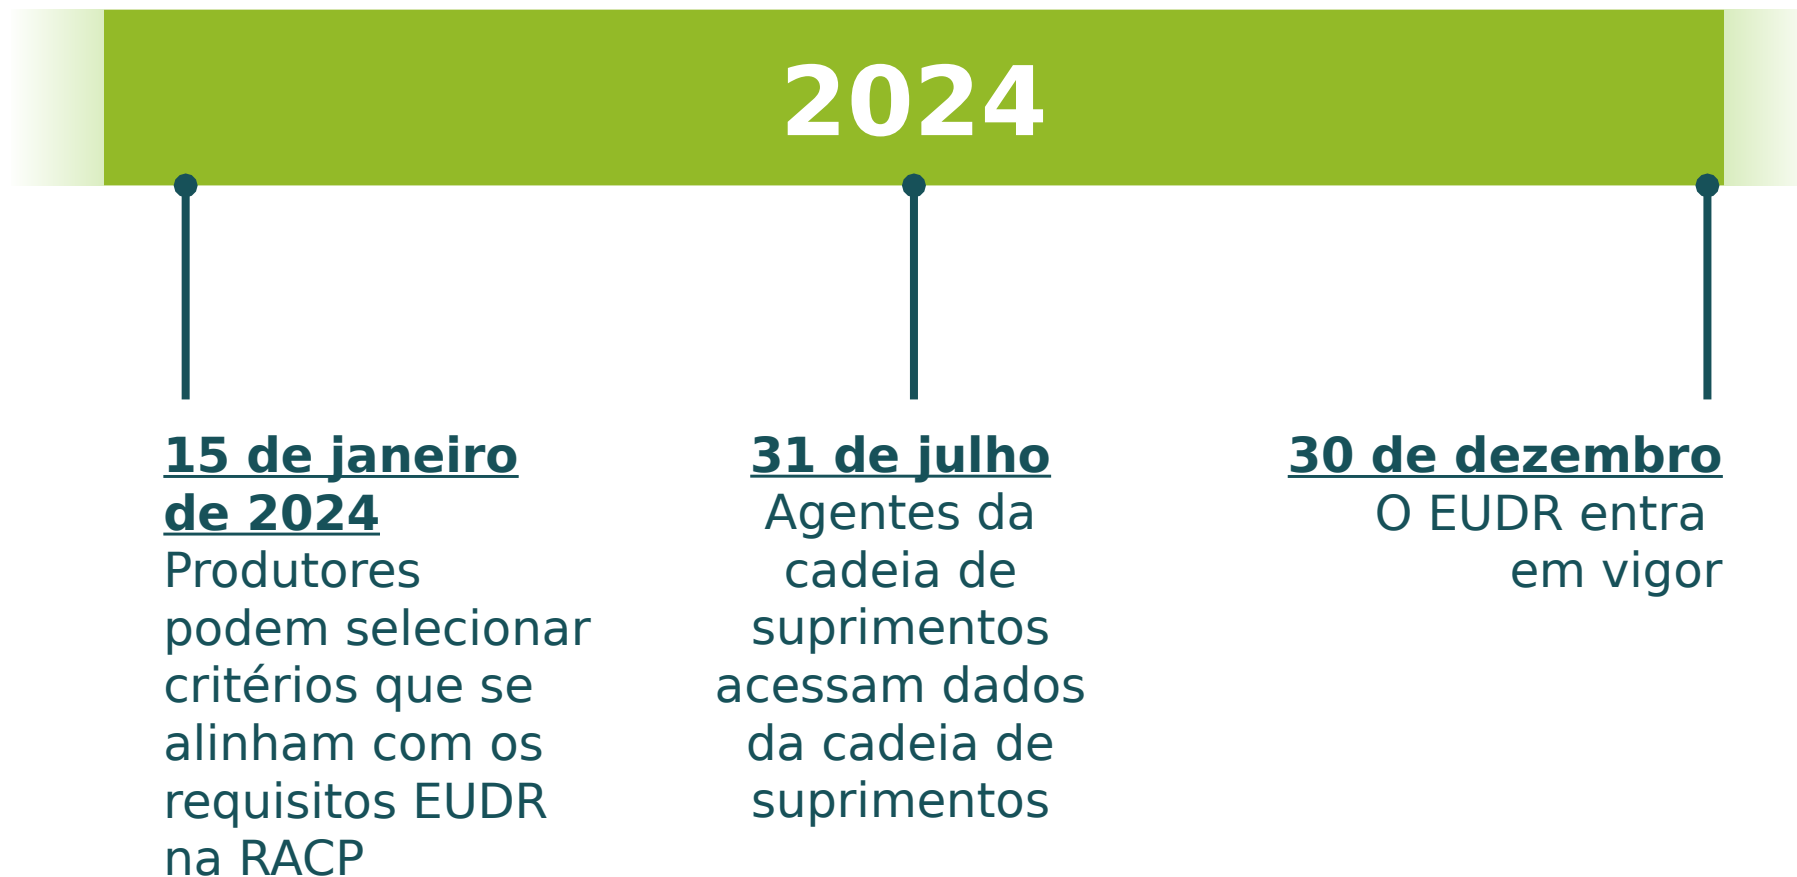 2024
15 de janeiro
de 2024
Produtores
podem selecionar
critérios que se
alinham com os
requisitos EUDR
na RACP
31 de julho
Agentes da
cadeia de
suprimentos
acessam dados
da cadeia de
suprimentos
30 de dezembro
O EUDR entra
em vigor